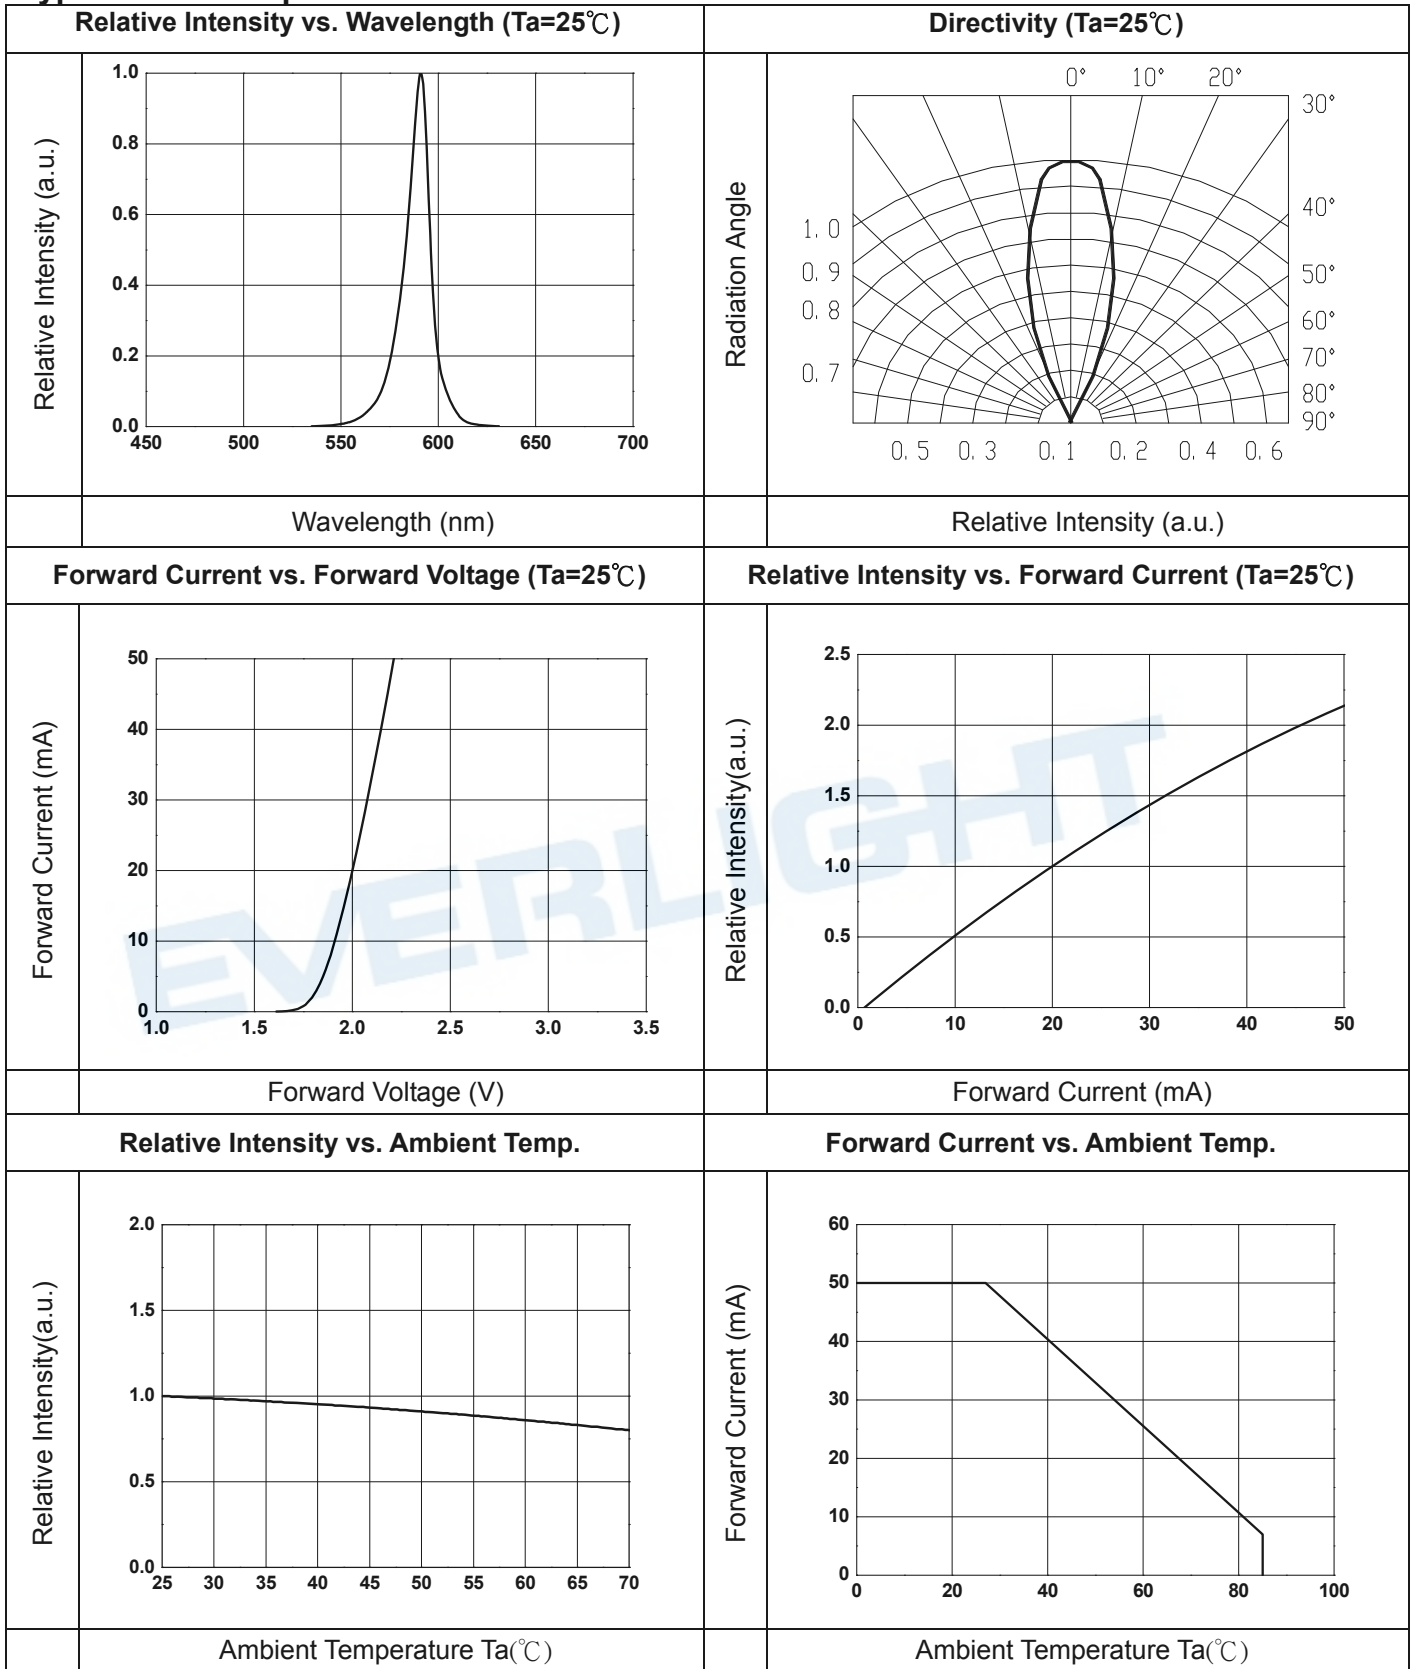 Relative Intensity vs. Wavelength (Ta=25℃)
Relative Intensity (a.u.)
1.0
0.8
0.6
0.4
0.2
0.0
450 500 550 600 650 700
Wavelength (nm)
Directivity (Ta=25℃)
Radiation Angle
0° 10° 20°
30°
40°
50°
60°
70°
80°
90°
1.0
0.9
0.8
0.7
0.5 0.3 0.1 0.2 0.4 0.6
Relative Intensity (a.u.)
Forward Current vs. Forward Voltage (Ta=25℃)
Forward Current (mA)
50
40
30
20
10
0
1.0 1.5 2.0 2.5 3.0 3.5
Forward Voltage (V)
Relative Intensity vs. Forward Current (Ta=25℃)
Relative Intensity(a.u.)
2.5
2.0
1.5
1.0
0.5
0.0
0 10 20 30 40 50
Forward Current (mA)
EVERLIGHT
Relative Intensity vs. Ambient Temp.
Relative Intensity(a.u.)
2.0
1.5
1.0
0.5
0.0
25 30 35 40 45 50 55 60 65 70
Ambient Temperature Ta(℃)
Forward Current vs. Ambient Temp.
Forward Current (mA)
60
50
40
30
20
10
0
0 20 40 60 80 100
Ambient Temperature Ta(℃)